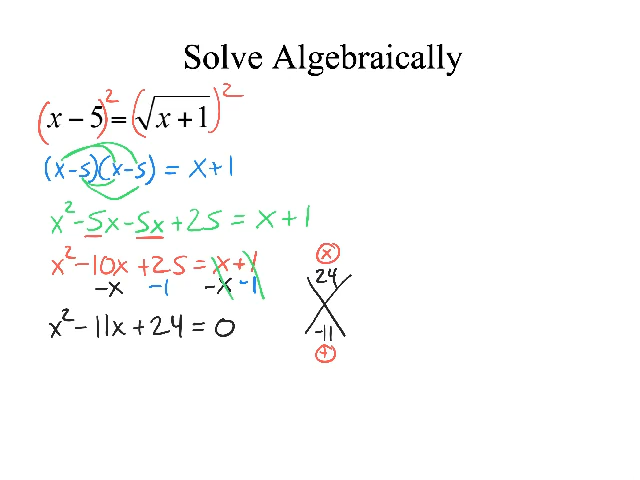 Solve Algebraically
(x − 5)² = (√(x + 1))²
(x − 5)(x − 5) = x + 1
x² − 5x − 5x + 25 = x + 1
x² − 10x + 25 = x + 1
−x −1 −x −1
x² − 11x + 24 = 0
(x)
24
−11
(+)